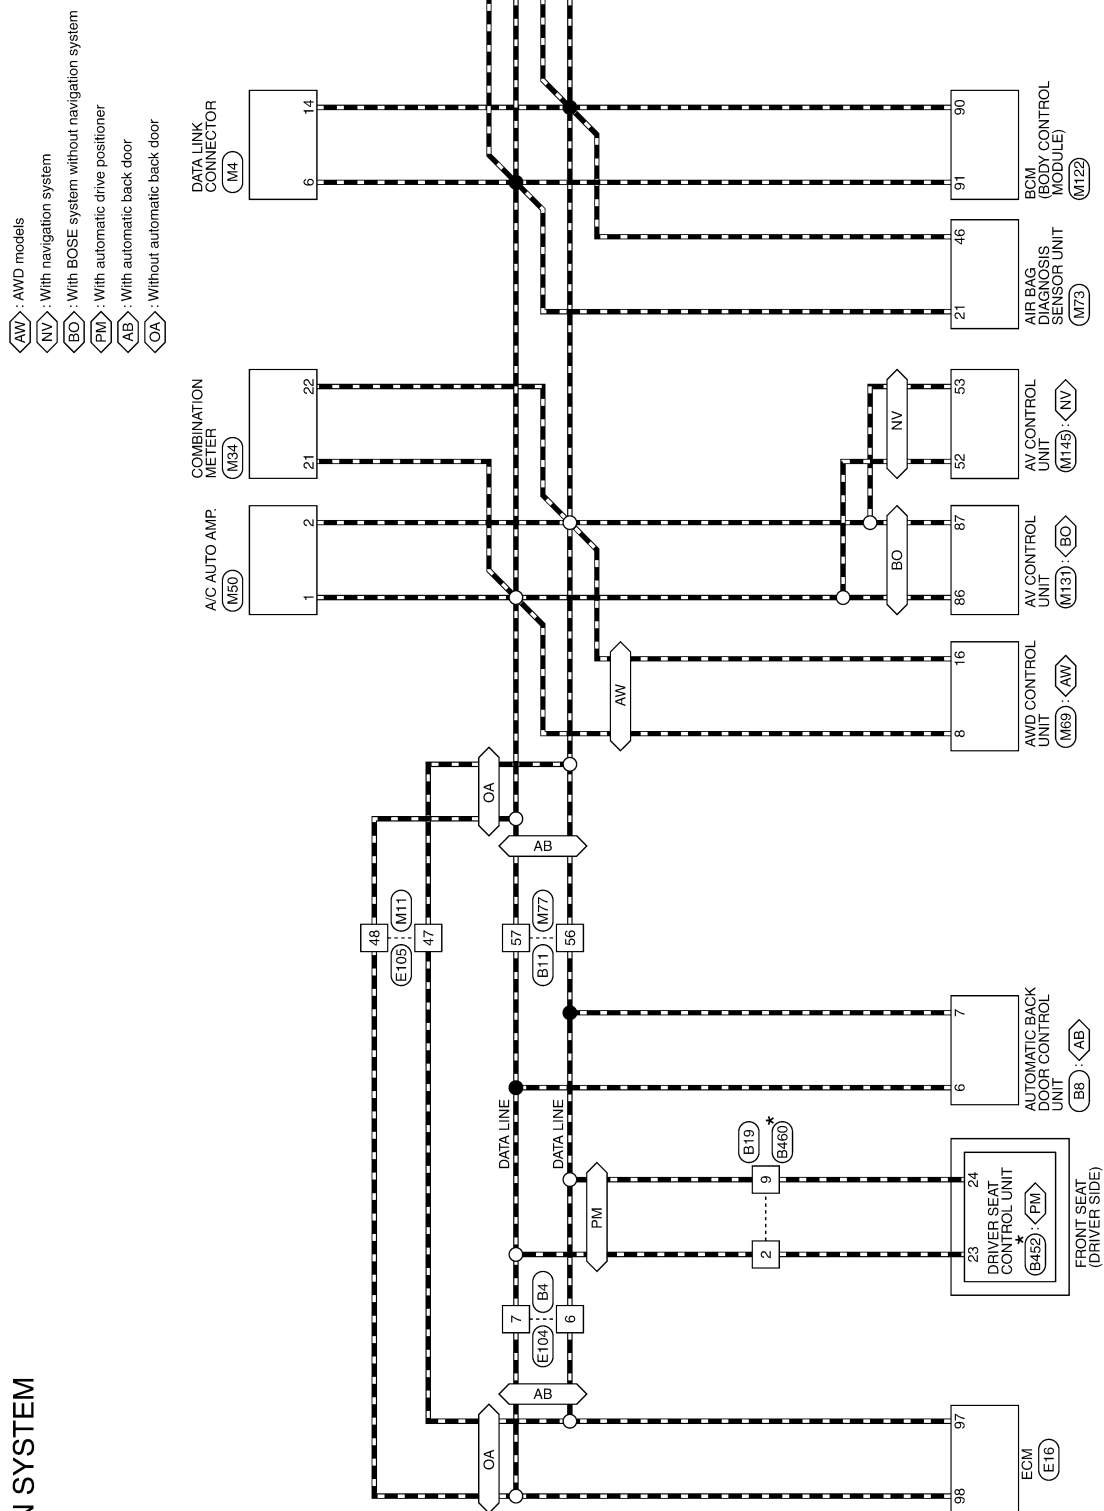 N SYSTEM
AW : AWD models
NV : With navigation system
BO : With BOSE system without navigation system
PM : With automatic drive positioner
AB : With automatic back door
OA : Without automatic back door
A/C AUTO AMP.
M50
1
2
COMBINATION
METER
M34
21
22
DATA LINK
CONNECTOR
M4
6
14
48
E105
M11
47
OA
OA
DATA LINE
DATA LINE
AB
7
E104
B4
6
57
B11
M77
56
AB
PM
AW
2
9
B19
*
B460
BO
NV
98
97
ECM
E16
23
24
DRIVER SEAT
CONTROL UNIT
*
B452 : PM
FRONT SEAT
(DRIVER SIDE)
6
7
AUTOMATIC BACK
DOOR CONTROL
UNIT
B8 : AB
8
16
AWD CONTROL
UNIT
M69 : AW
86
87
AV CONTROL
UNIT
M131 : BO
52
53
AV CONTROL
UNIT
M145 : NV
21
46
AIR BAG
DIAGNOSIS
SENSOR UNIT
M73
91
90
BCM
(BODY CONTROL
MODULE)
M122